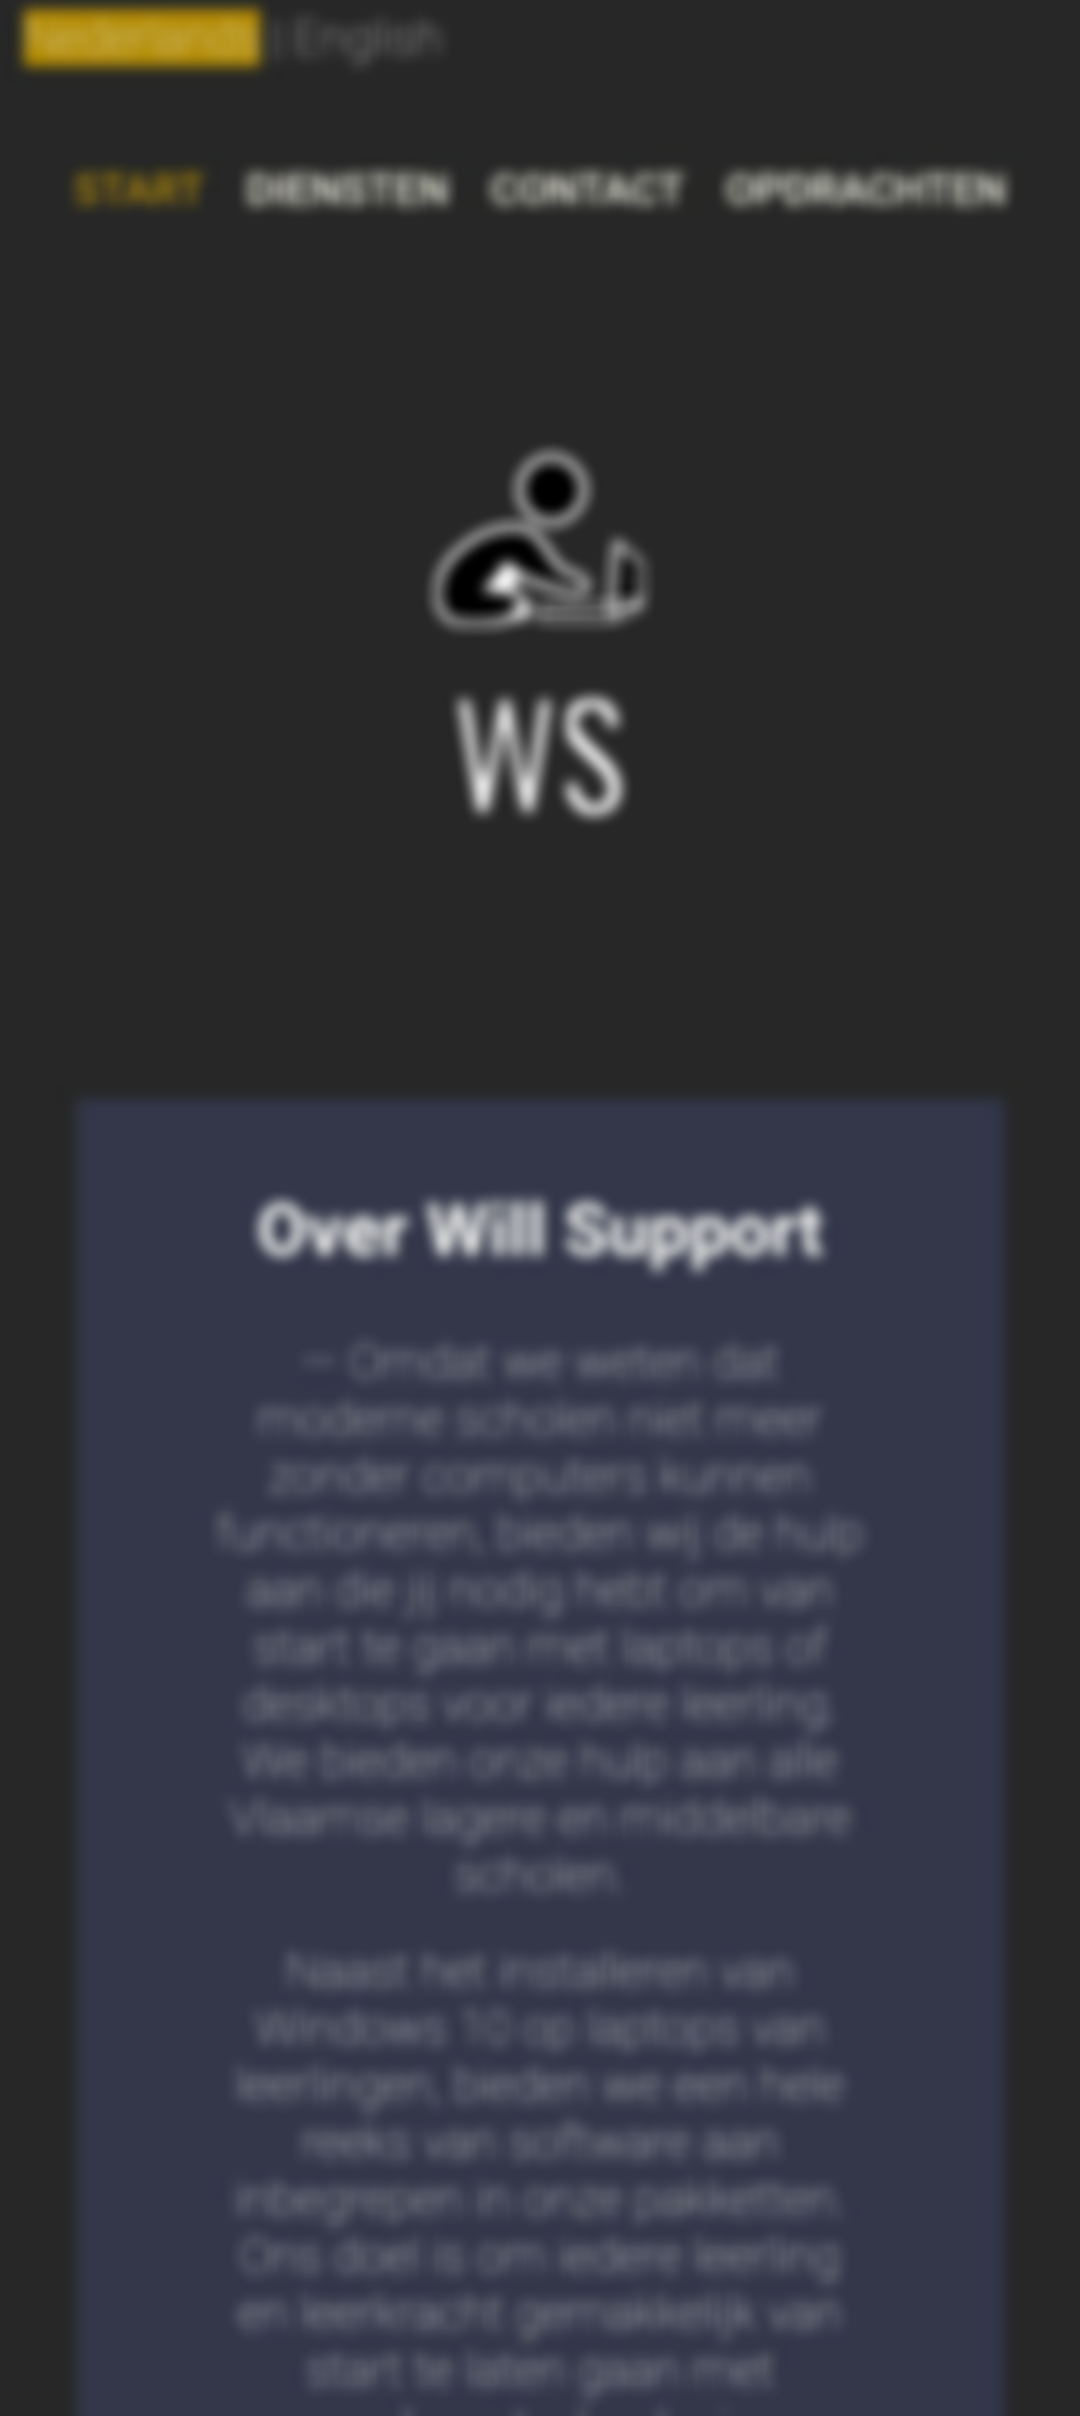 Nederlands | English
START DIENSTEN CONTACT OPDRACHTEN
WS
Over Will Support
— Omdat we weten dat
moderne scholen niet meer
zonder computers kunnen
functioneren, bieden wij de hulp
aan die jij nodig hebt om van
start te gaan met laptops of
desktops voor iedere leerling.
We bieden onze hulp aan alle
Vlaamse lagere en middelbare
scholen.
Naast het installeren van
Windows 10 op laptops van
leerlingen, bieden we een hele
reeks van software aan
inbegrepen in onze pakketten.
Ons doel is om iedere leerling
en leerkracht gemakkelijk van
start te laten gaan met